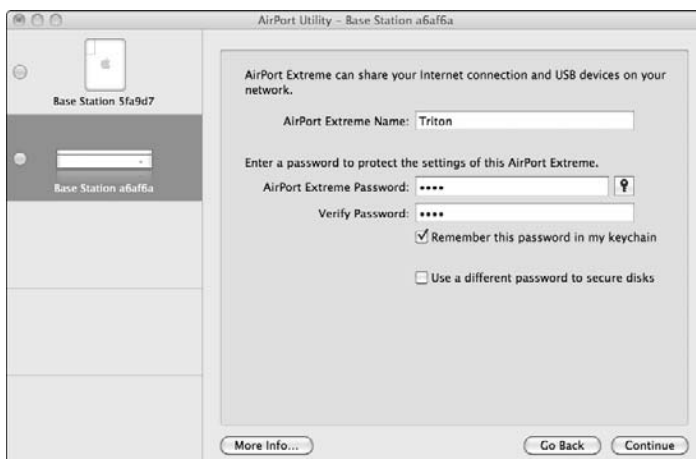 AirPort Utility – Base Station a6af6a
Base Station 5fa9d7
Base Station a6af6a
AirPort Extreme can share your Internet connection and USB devices on your
network.
AirPort Extreme Name: Triton
Enter a password to protect the settings of this AirPort Extreme.
AirPort Extreme Password: ••••
Verify Password: ••••
Remember this password in my keychain
Use a different password to secure disks
More Info...
Go Back
Continue